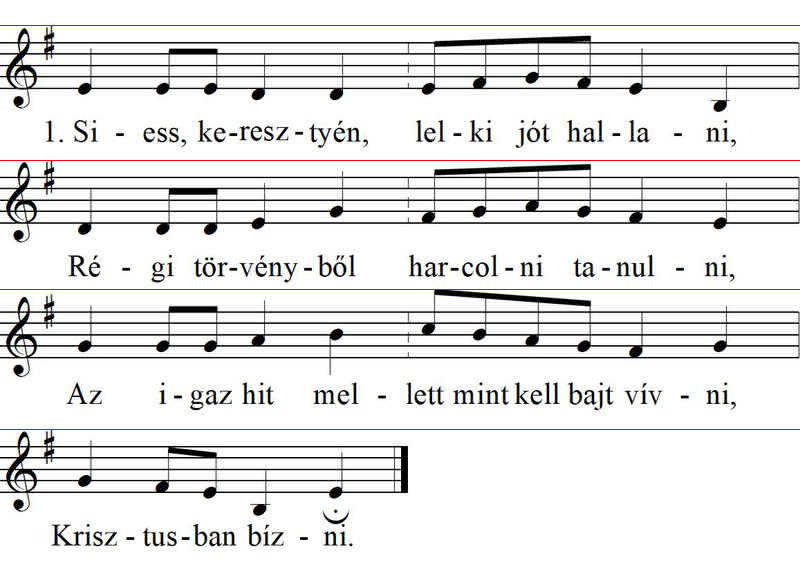 1. Si - ess, ke-resz-tyén, lel-ki jót hal-la - ni,
Ré - gi tör-vény-ből har-col-ni ta-nul - ni,
Az i-gaz hit mel - lett mint kell bajt vív - ni,
Krisz-tus-ban bíz - ni.